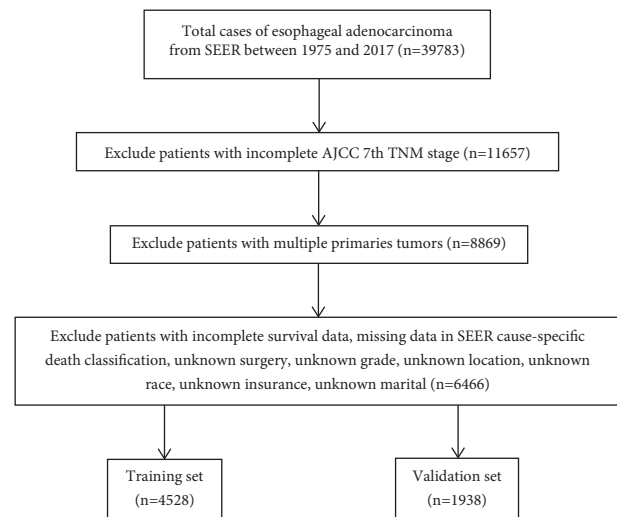 Total cases of esophageal adenocarcinoma
from SEER between 1975 and 2017 (n=39783)
Exclude patients with incomplete AJCC 7th TNM stage (n=11657)
Exclude patients with multiple primaries tumors (n=8869)
Exclude patients with incomplete survival data, missing data in SEER cause-specific
death classification, unknown surgery, unknown grade, unknown location, unknown
race, unknown insurance, unknown marital (n=6466)
Training set
(n=4528)
Validation set
(n=1938)